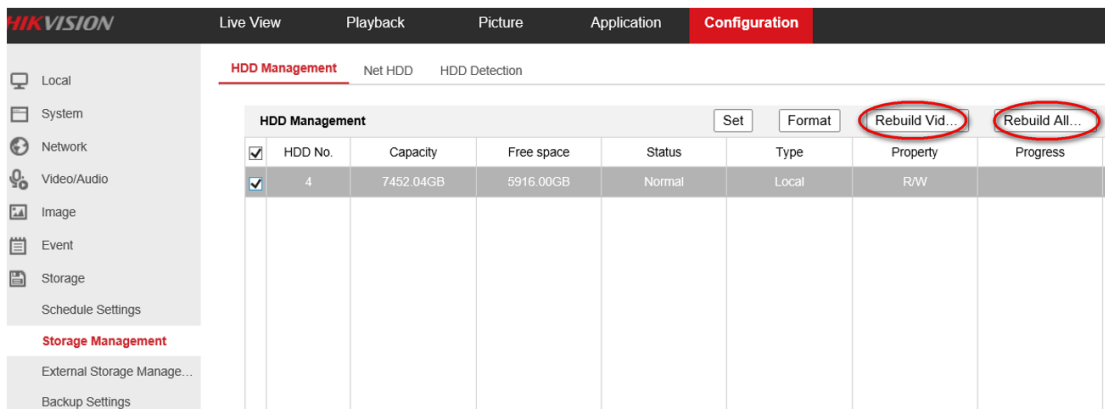 HIKVISION
Live View Playback Picture Application Configuration
Local
System
Network
Video/Audio
Image
Event
Storage
Schedule Settings
Storage Management
External Storage Manage...
Backup Settings
HDD Management Net HDD HDD Detection
HDD Management Set Format Rebuild Vid... Rebuild All...
HDD No. Capacity Free space Status Type Property Progress
4 7452.04GB 5916.00GB Normal Local R/W